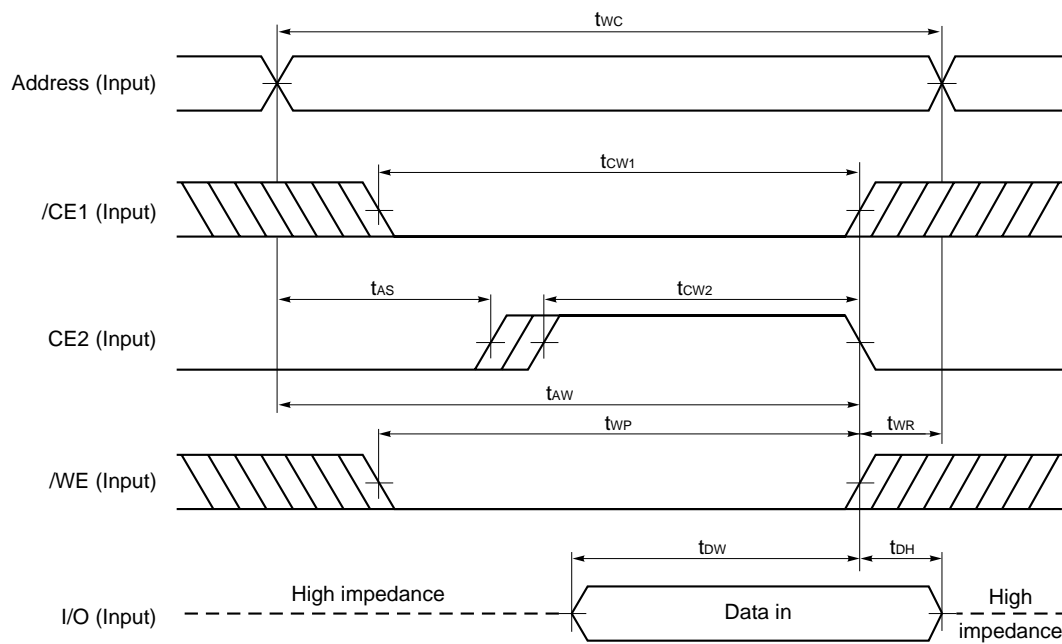 tWC
Address (Input)
tCW1
/CE1 (Input)
tAS
tCW2
CE2 (Input)
tAW
tWP
tWR
/WE (Input)
tDW
tDH
High impedance
Data in
High
impedance
I/O (Input)